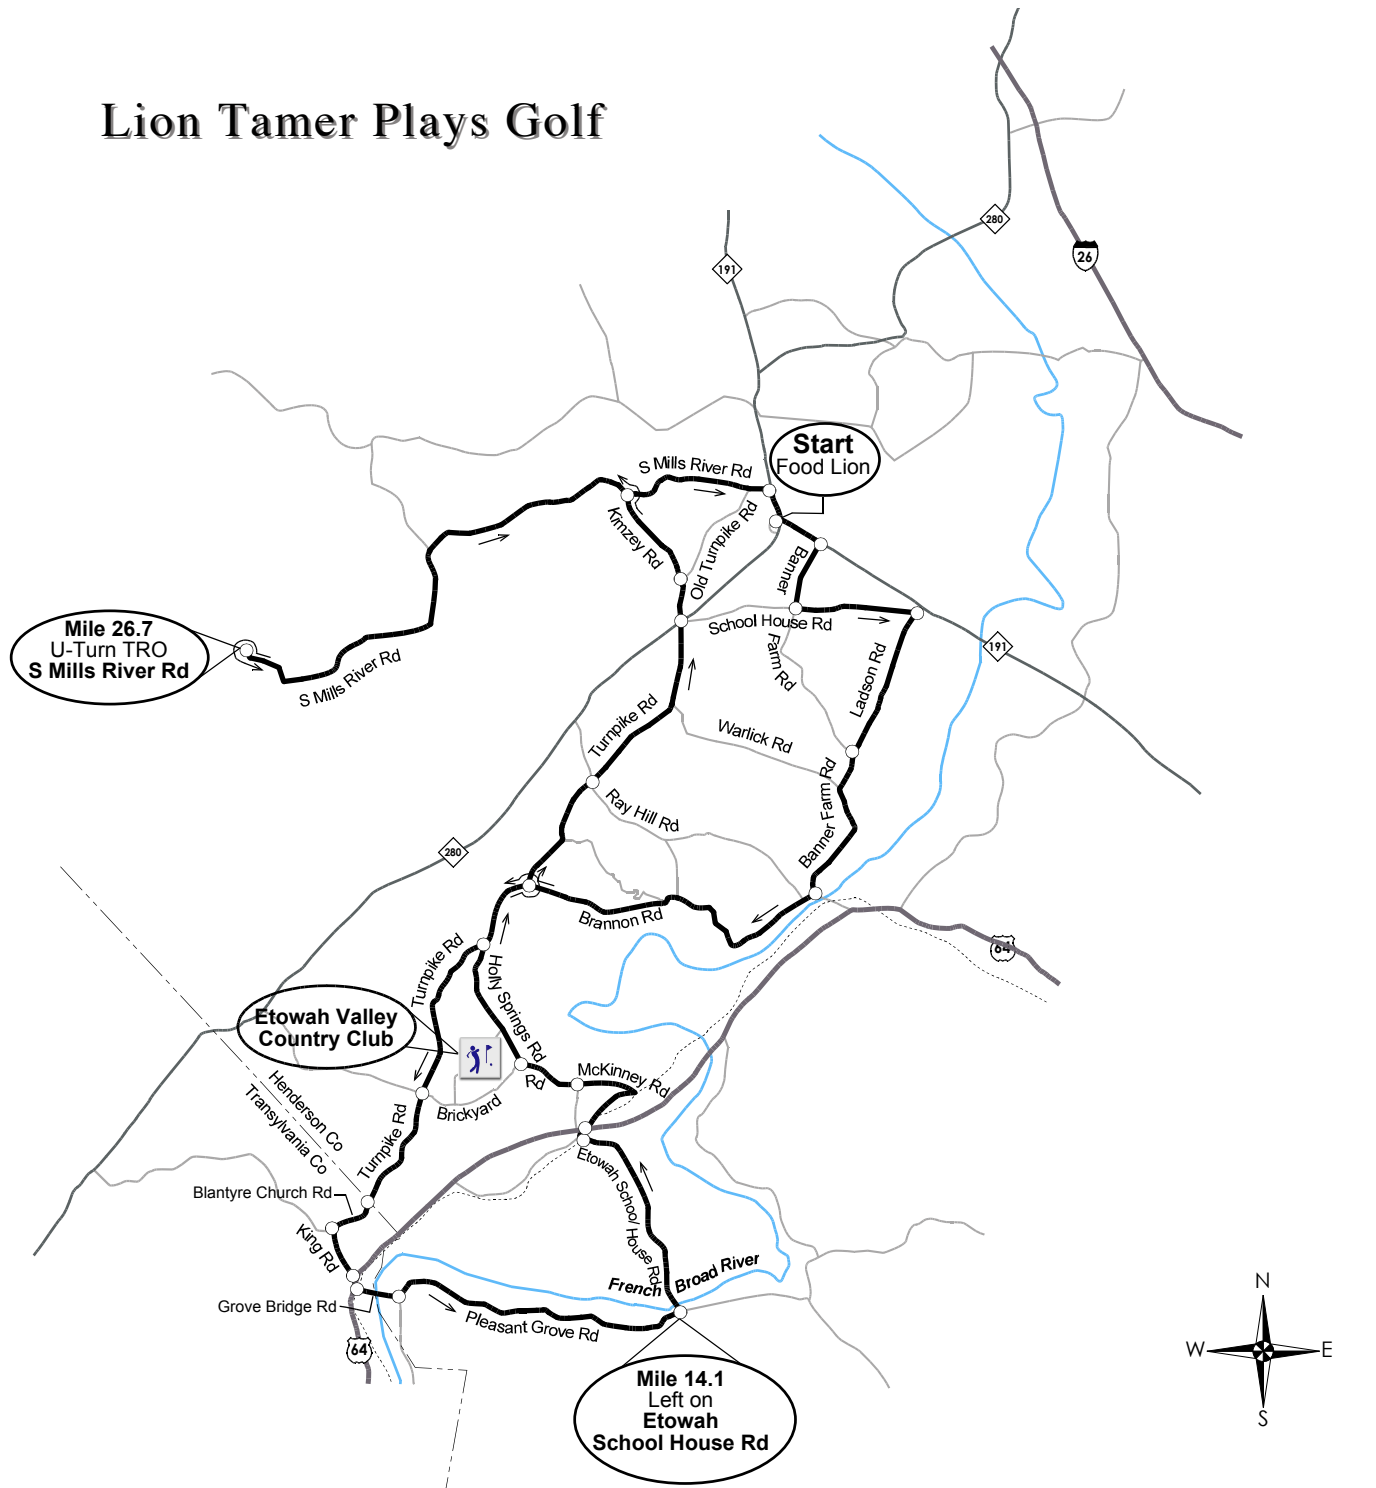 Lion Tamer Plays Golf
280
26
191
Start
Food Lion
S Mills River Rd
Kimzey Rd
Old Turnpike Rd
Banner
Farm Rd
School House Rd
191
Ladson Rd
Mile 26.7
U-Turn TRO
S Mills River Rd
S Mills River Rd
Turnpike Rd
Warlick Rd
Banner Farm Rd
Ray Hill Rd
280
Brannon Rd
64
Turnpike Rd
Holly Springs Rd
Etowah Valley
Country Club
McKinney Rd
Rd
Brickyard
Henderson Co
Transylvania Co
Turnpike Rd
Etowah School House Rd
Blantyre Church Rd
King Rd
French Broad River
Grove Bridge Rd
Pleasant Grove Rd
64
Mile 14.1
Left on
Etowah
School House Rd
N
W
E
S